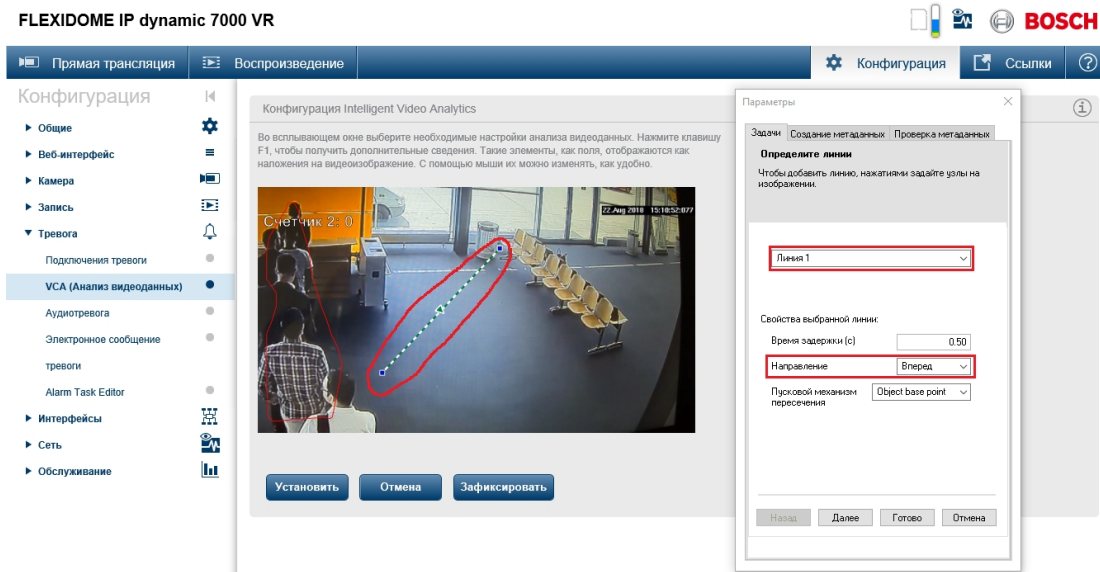 FLEXIDOME IP dynamic 7000 VR
BOSCH
Прямая трансляция
Воспроизведение
Конфигурация
Ссылки
Конфигурация
Общие
Веб-интерфейс
Камера
Запись
Тревога
Подключения тревоги
VCA (Анализ видеоданных)
Аудиотревога
Электронное сообщение
тревоги
Alarm Task Editor
Интерфейсы
Сеть
Обслуживание
Конфигурация Intelligent Video Analytics
Во всплывающем окне выберите необходимые настройки анализа видеоданных. Нажмите клавишу
F1, чтобы получить дополнительные сведения. Такие элементы, как поля, отображаются как
наложения на видеоизображение. С помощью мыши их можно изменять, как удобно.
22.Aug 2018 15:10:52:077
Счетчик 2: 0
Установить
Отмена
Зафиксировать
Параметры
Задачи
Создание метаданных
Проверка метаданных
Определите линии
Чтобы добавить линию, нажатиями задайте узлы на
изображении.
Линия 1
Свойства выбранной линии:
Время задержки (с)
0.50
Направление
Вперед
Пусковой механизм
пересечения
Object base point
Назад
Далее
Готово
Отмена